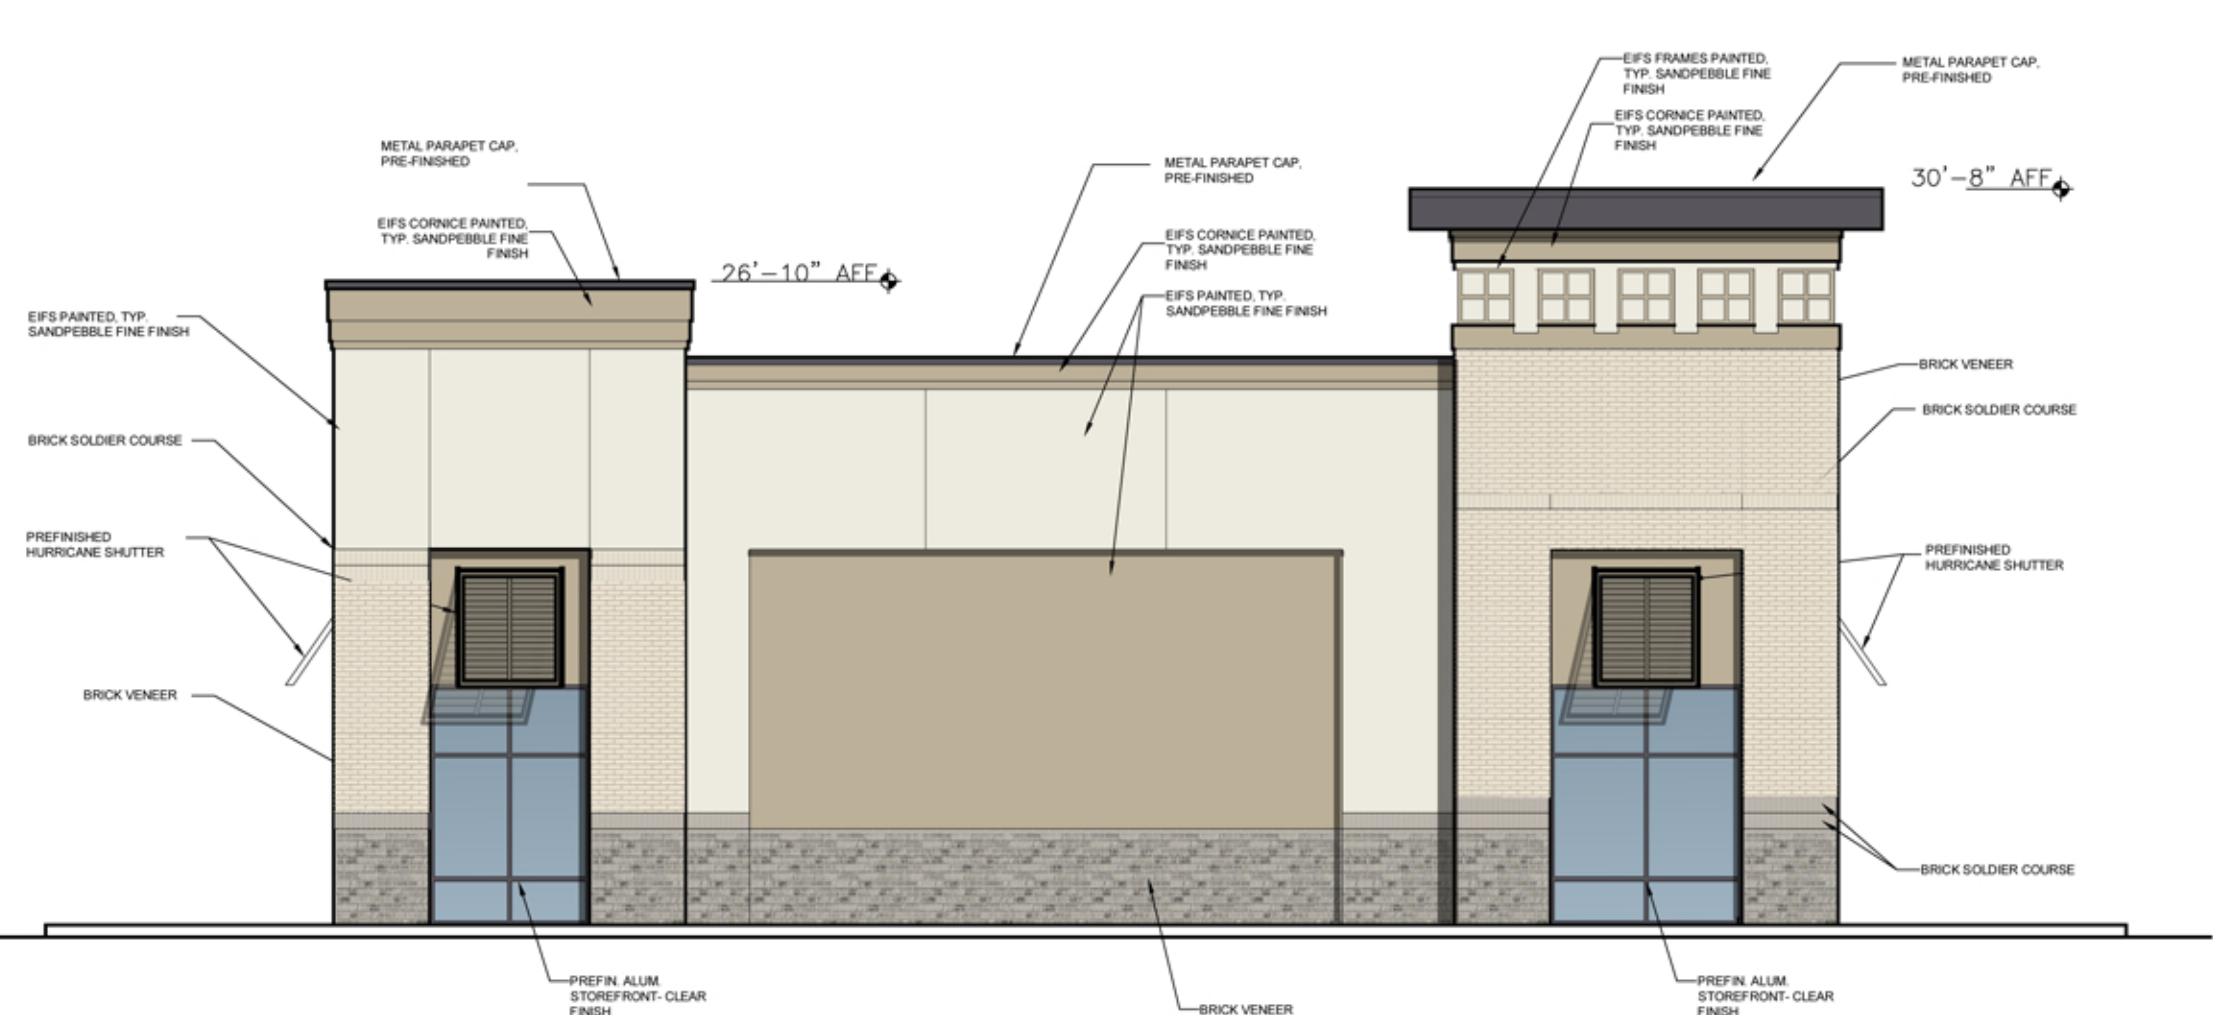 EIFS FRAMES PAINTED,
TYP. SANDPEBBLE FINE
FINISH
METAL PARAPET CAP,
PRE-FINISHED
EIFS CORNICE PAINTED,
TYP. SANDPEBBLE FINE
FINISH
METAL PARAPET CAP,
PRE-FINISHED
METAL PARAPET CAP,
PRE-FINISHED
30'-8" AFF
EIFS CORNICE PAINTED,
TYP. SANDPEBBLE FINE
FINISH
EIFS CORNICE PAINTED,
TYP. SANDPEBBLE FINE
FINISH
26'-10" AFF
EIFS PAINTED, TYP.
SANDPEBBLE FINE FINISH
EIFS PAINTED, TYP.
SANDPEBBLE FINE FINISH
BRICK VENEER
BRICK SOLDIER COURSE
BRICK SOLDIER COURSE
PREFINISHED
HURRICANE SHUTTER
PREFINISHED
HURRICANE SHUTTER
BRICK VENEER
BRICK SOLDIER COURSE
PREFIN. ALUM.
STOREFRONT- CLEAR
FINISH
BRICK VENEER
PREFIN. ALUM.
STOREFRONT- CLEAR
FINISH